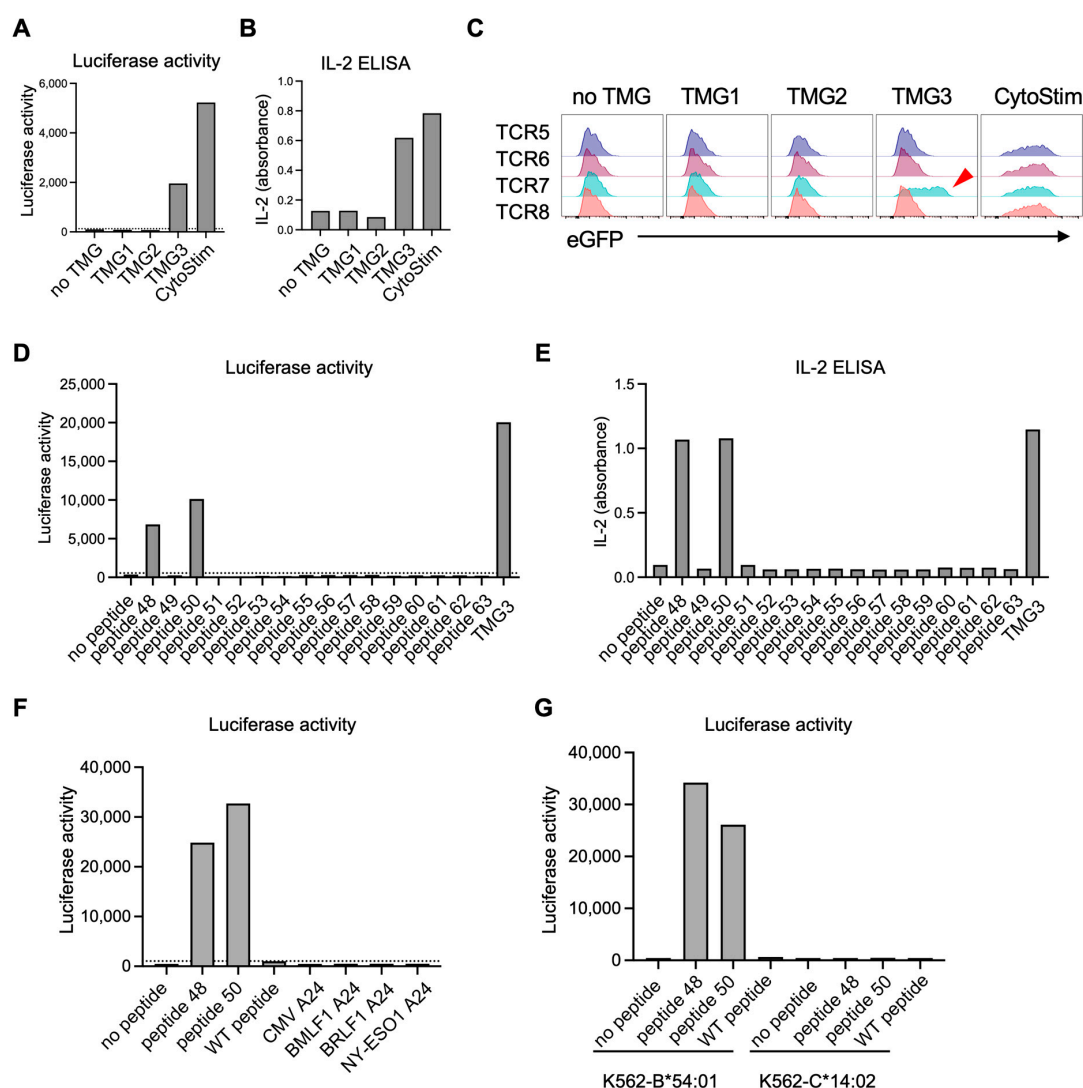 A
Luciferase activity
Luciferase activity
6,000
4,000
2,000
0
no TMG
TMG1
TMG2
TMG3
CytoStim
B
IL-2 ELISA
IL-2 (absorbance)
1.0
0.8
0.6
0.4
0.2
0.0
no TMG
TMG1
TMG2
TMG3
CytoStim
C
no TMG TMG1 TMG2 TMG3 CytoStim
TCR5
TCR6
TCR7
TCR8
eGFP
D
Luciferase activity
Luciferase activity
25,000
20,000
15,000
10,000
5,000
0
no peptide
peptide 48
peptide 49
peptide 50
peptide 51
peptide 52
peptide 53
peptide 54
peptide 55
peptide 56
peptide 57
peptide 58
peptide 59
peptide 60
peptide 61
peptide 62
peptide 63
TMG3
E
IL-2 ELISA
IL-2 (absorbance)
1.5
1.0
0.5
0.0
no peptide
peptide 48
peptide 49
peptide 50
peptide 51
peptide 52
peptide 53
peptide 54
peptide 55
peptide 56
peptide 57
peptide 58
peptide 59
peptide 60
peptide 61
peptide 62
peptide 63
TMG3
F
Luciferase activity
Luciferase activity
40,000
30,000
20,000
10,000
0
no peptide
peptide 48
peptide 50
WT peptide
CMV A24
BMLF1 A24
BRLF1 A24
NY-ESO1 A24
G
Luciferase activity
Luciferase activity
40,000
30,000
20,000
10,000
0
no peptide
peptide 48
peptide 50
WT peptide
no peptide
peptide 48
peptide 50
WT peptide
K562-B*54:01 K562-C*14:02